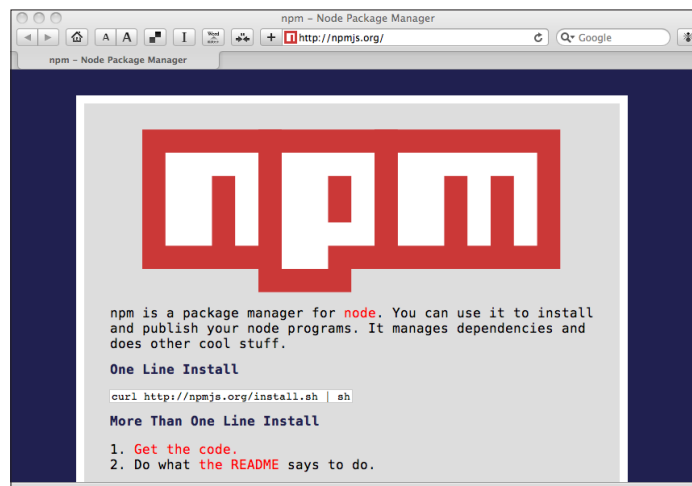 npm – Node Package Manager
A A I Word
http://npmjs.org/
Google
npm – Node Package Manager
npm
npm is a package manager for node. You can use it to install
and publish your node programs. It manages dependencies and
does other cool stuff.
One Line Install
curl http://npmjs.org/install.sh | sh
More Than One Line Install
1. Get the code.
2. Do what the README says to do.